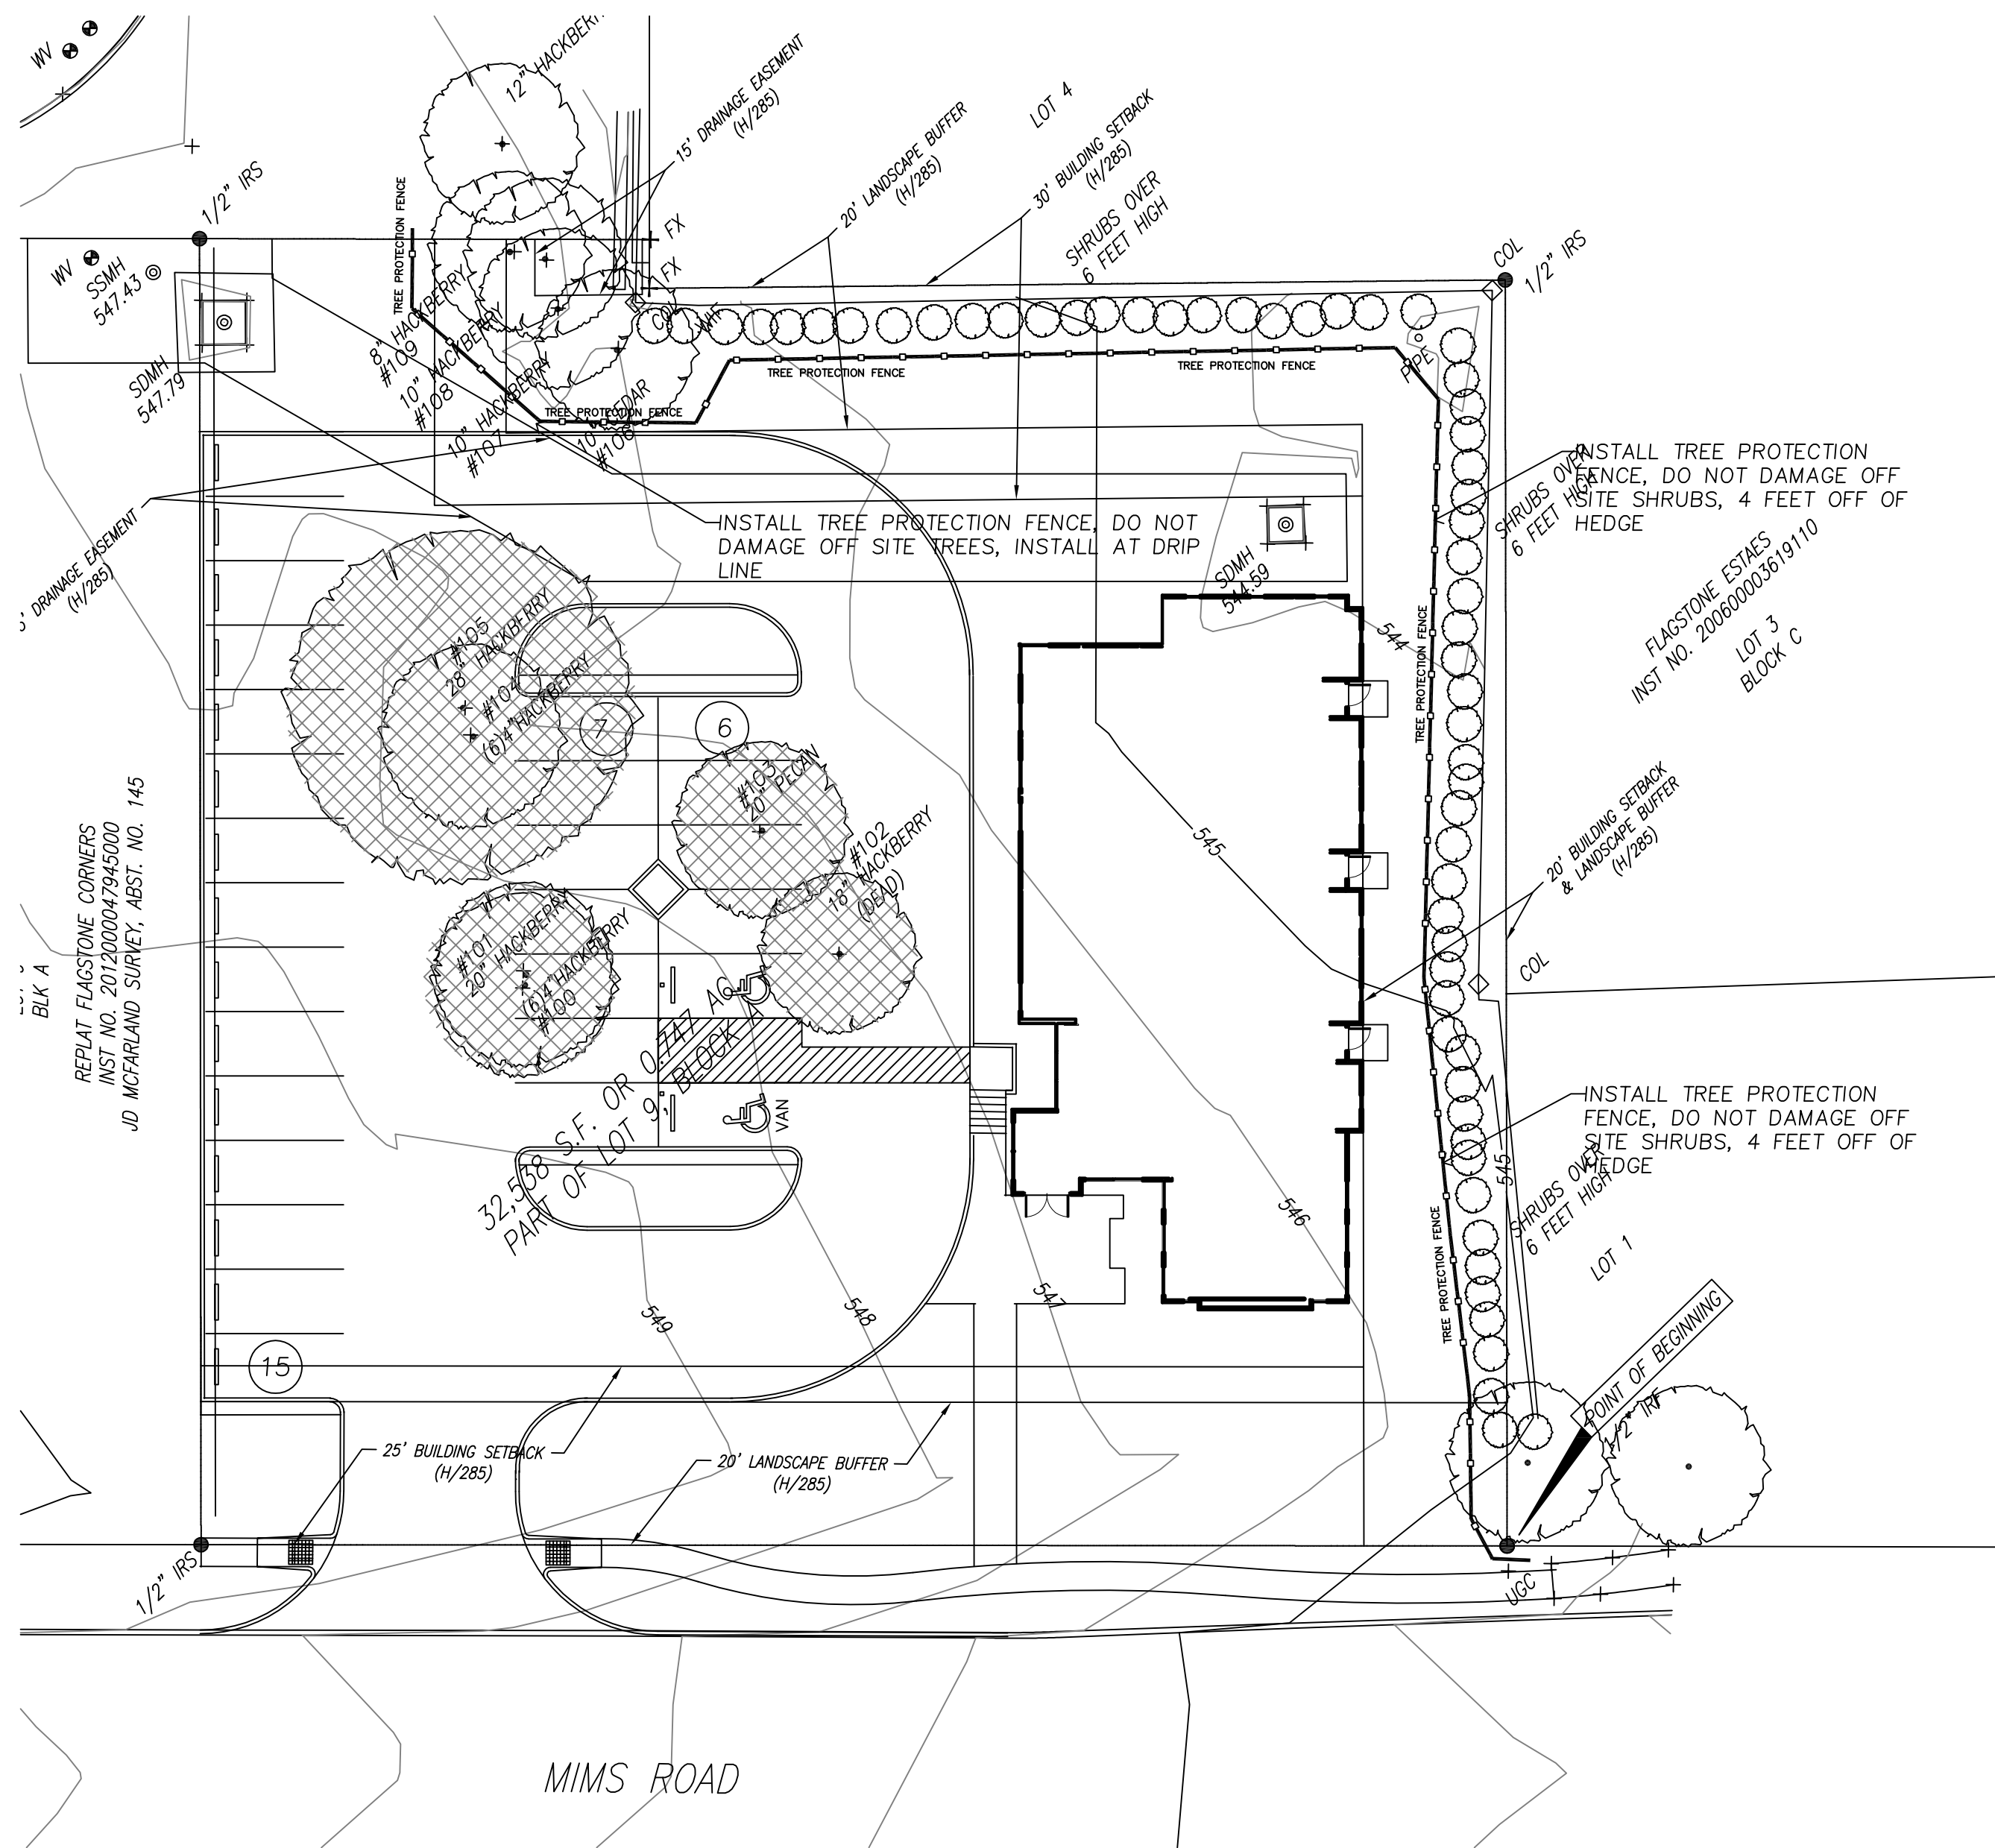 WV
12" HACKBERRY
15' DRAINAGE EASEMENT
(H/285)
20' LANDSCAPE BUFFER
(H/285)
LOT 4
30' BUILDING SETBACK
(H/285)
SHRUBS OVER
6 FEET HIGH
1/2" IRS
TREE PROTECTION FENCE
FX
FX
COL
1/2" IRS
WV
SSMH
547.43
SDMH
547.79
8" HACKBERRY
#109
10" HACKBERRY
#108
10" HACKBERRY
#107
10" CEDAR
#106
COL
WHF
PIPE
TREE PROTECTION FENCE
TREE PROTECTION FENCE
TREE PROTECTION FENCE
INSTALL TREE PROTECTION
FENCE, DO NOT DAMAGE OFF
SITE SHRUBS, 4 FEET OFF OF
HEDGE
SHRUBS OVER
6 FEET HIGH
INSTALL TREE PROTECTION FENCE, DO NOT
DAMAGE OFF SITE TREES, INSTALL AT DRIP
LINE
SDMH
544.59
FLAGSTONE ESTAES
INST NO. 20060003619110
LOT 3
BLOCK C
DRAINAGE EASEMENT
(H/285)
#105
28" HACKBERRY
#104
(6)4"HACKBERRY
544
TREE PROTECTION FENCE
7
6
#103
20" PECAN
#102
18" HACKBERRY
(DEAD)
545
20' BUILDING SETBACK
& LANDSCAPE BUFFER
(H/285)
BLK A
REPLAT FLAGSTONE CORNERS
INST NO. 2012000047945000
JD MCFARLAND SURVEY, ABST. NO. 145
#101
20" HACKBERRY
(6)4"HACKBERRY
#100
COL
32,538 S.F. OR 0.747 AC.
PART OF LOT 9, BLOCK A
VAN
INSTALL TREE PROTECTION
FENCE, DO NOT DAMAGE OFF
SITE SHRUBS, 4 FEET OFF OF
HEDGE
545
SHRUBS OVER
6 FEET HIGH
LOT 1
546
547
548
549
TREE PROTECTION FENCE
POINT OF BEGINNING
1/2" IRF
15
25' BUILDING SETBACK
(H/285)
20' LANDSCAPE BUFFER
(H/285)
1/2" IRS
UGC
MIMS ROAD